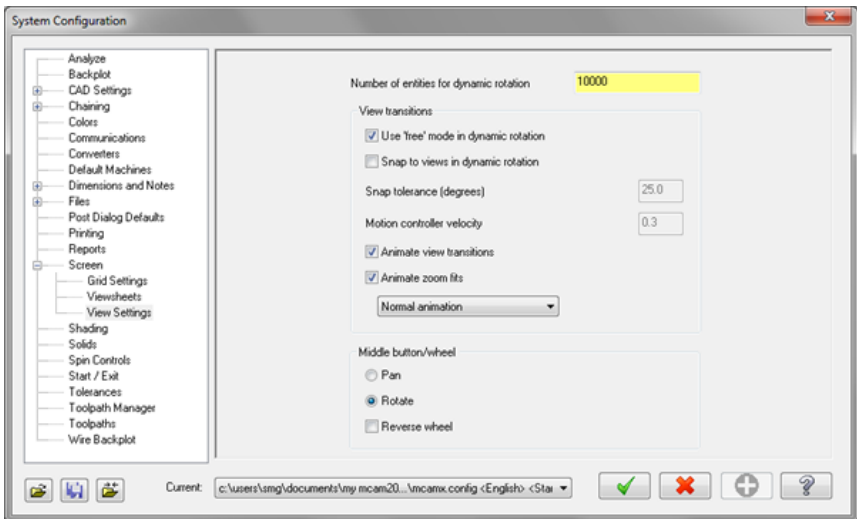 System Configuration
Analyze
Backplot
CAD Settings
Chaining
Colors
Communications
Converters
Default Machines
Dimensions and Notes
Files
Post Dialog Defaults
Printing
Reports
Screen
Grid Settings
Viewsheets
View Settings
Shading
Solids
Spin Controls
Start / Exit
Tolerances
Toolpath Manager
Toolpaths
Wire Backplot
Number of entities for dynamic rotation 10000
View transitions
Use 'free' mode in dynamic rotation
Snap to views in dynamic rotation
Snap tolerance (degrees) 25.0
Motion controller velocity 0.3
Animate view transitions
Animate zoom fits
Normal animation
Middle button/wheel
Pan
Rotate
Reverse wheel
Current: c:\users\smg\documents\my mcam20...\mcamx.config <English> <Star